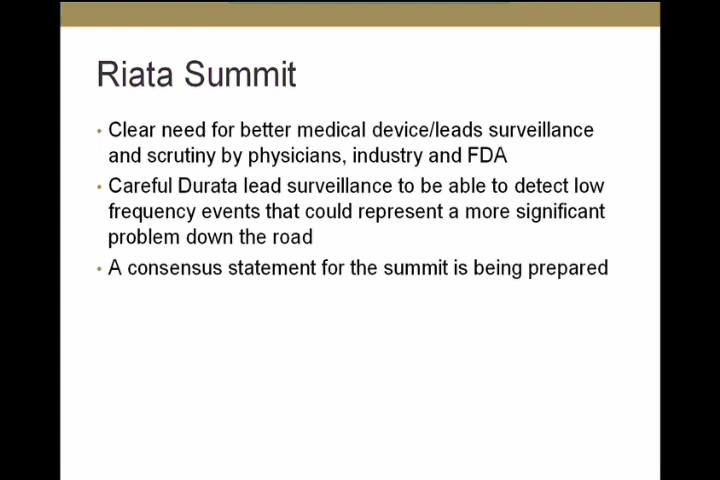 Riata Summit
• Clear need for better medical device/leads surveillance
and scrutiny by physicians, industry and FDA
• Careful Durata lead surveillance to be able to detect low
frequency events that could represent a more significant
problem down the road
• A consensus statement for the summit is being prepared